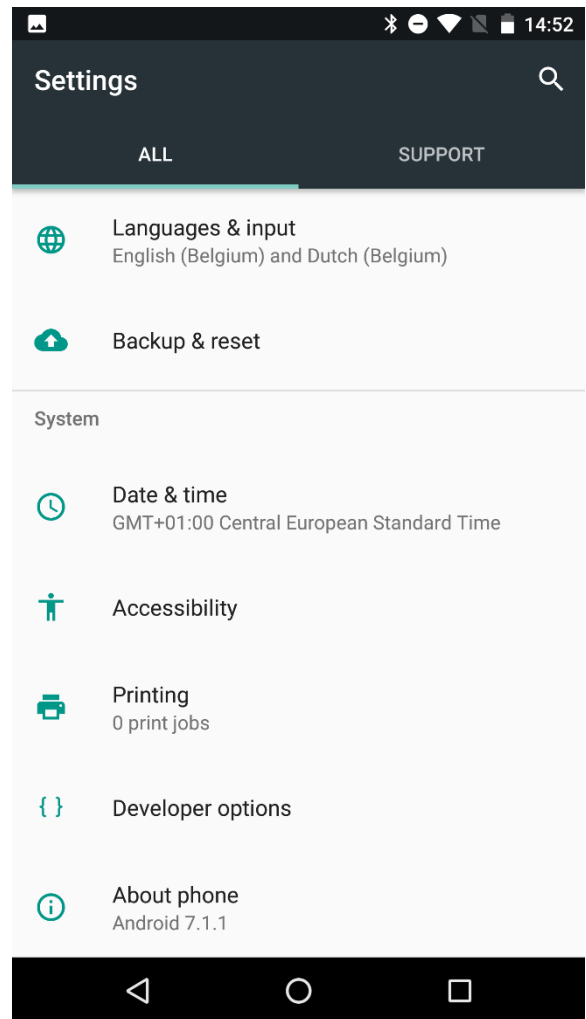 14:52
Settings
ALL
SUPPORT
Languages & input
English (Belgium) and Dutch (Belgium)
Backup & reset
System
Date & time
GMT+01:00 Central European Standard Time
Accessibility
Printing
0 print jobs
{ }
Developer options
About phone
Android 7.1.1